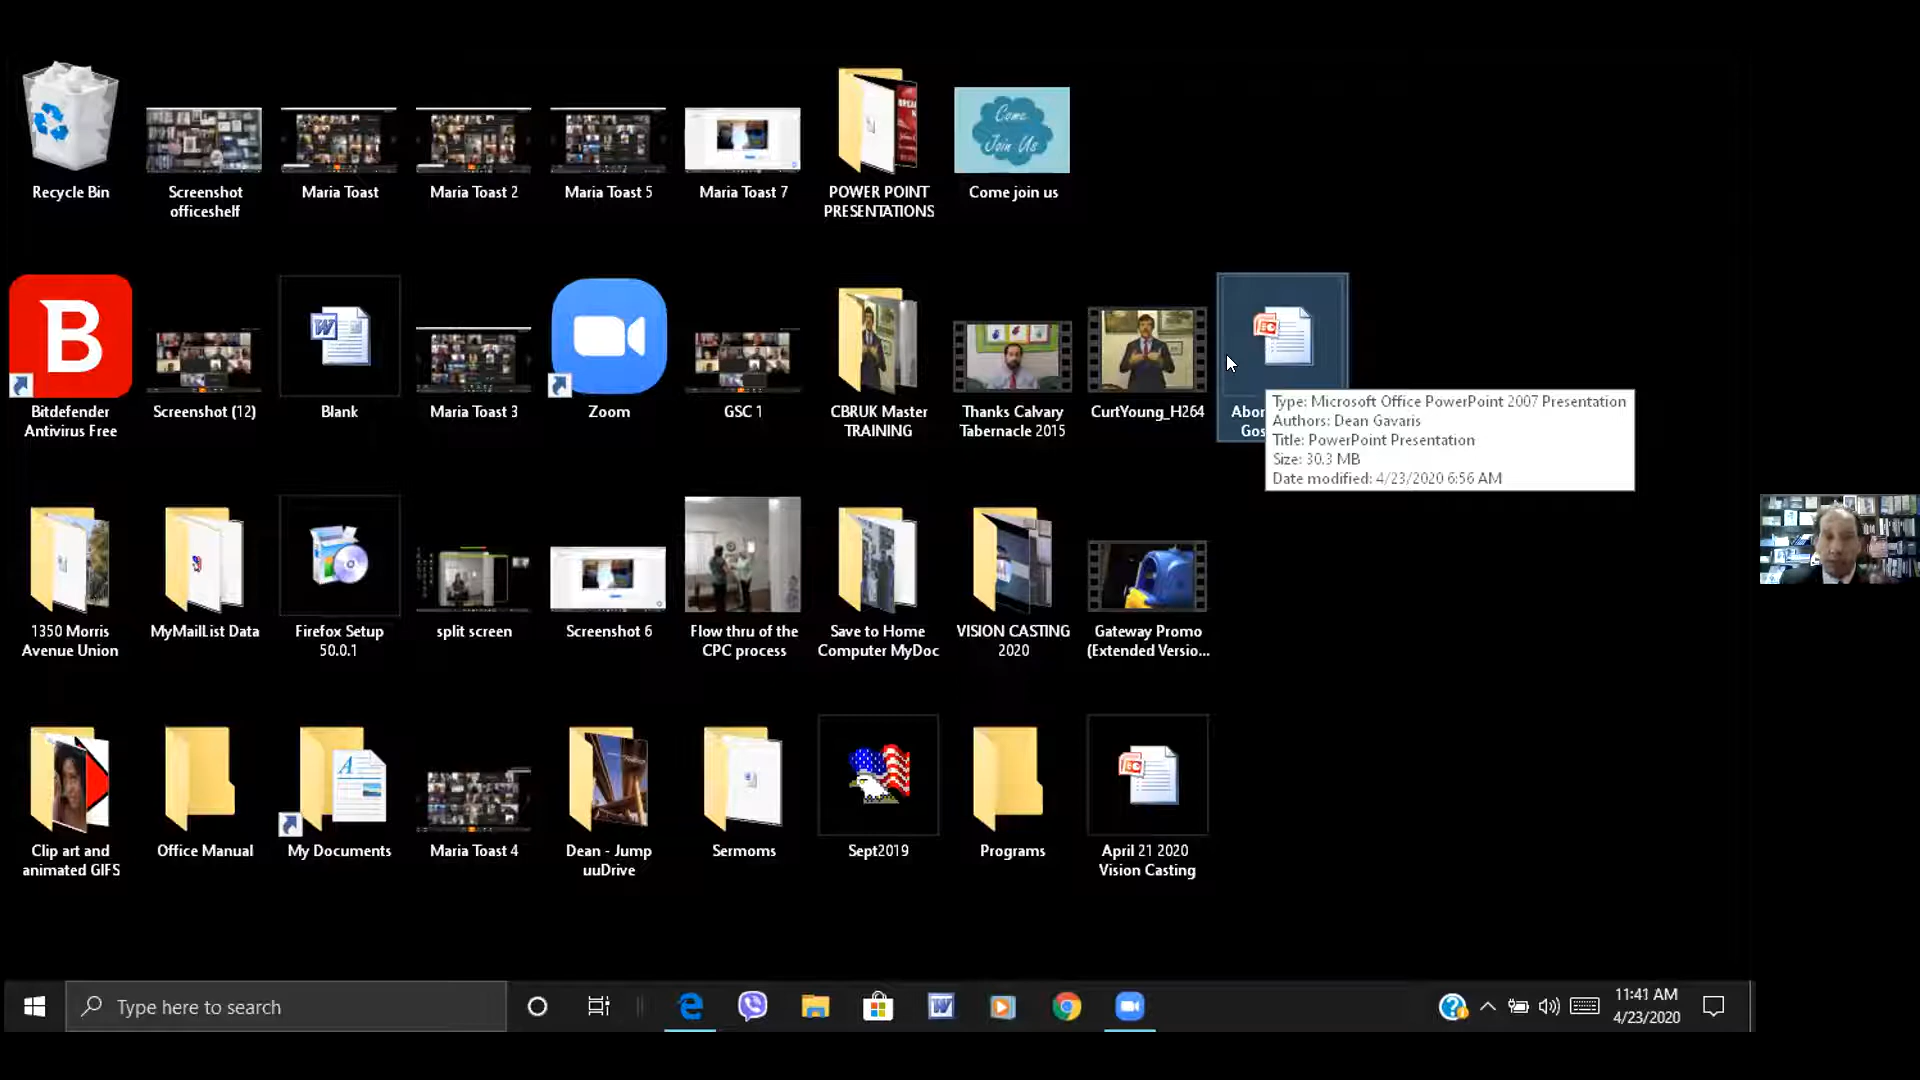 Come
Join Us
Recycle Bin
Screenshot
officeshelf
Maria Toast
Maria Toast 2
Maria Toast 5
Maria Toast 7
POWER POINT
PRESENTATIONS
Come join us
B
Bitdefender
Antivirus Free
Screenshot (12)
W
Blank
Maria Toast 3
Zoom
GSC 1
CBRUK Master
TRAINING
Thanks Calvary
Tabernacle 2015
CurtYoung_H264
Type: Microsoft Office PowerPoint 2007 Presentation
Authors: Dean Gavaris
Title: PowerPoint Presentation
Size: 30.3 MB
Date modified: 4/23/2020 6:56 AM
1350 Morris
Avenue Union
MyMailList Data
Firefox Setup
50.0.1
split screen
Screenshot 6
Flow thru of the
CPC process
Save to Home
Computer MyDoc
VISION CASTING
2020
Gateway Promo
(Extended Versio...
Clip art and
animated GIFS
Office Manual
A
My Documents
Maria Toast 4
Dean - Jump
uuDrive
Sermoms
Sept2019
Programs
April 21 2020
Vision Casting
Type here to search
W
11:41 AM
4/23/2020